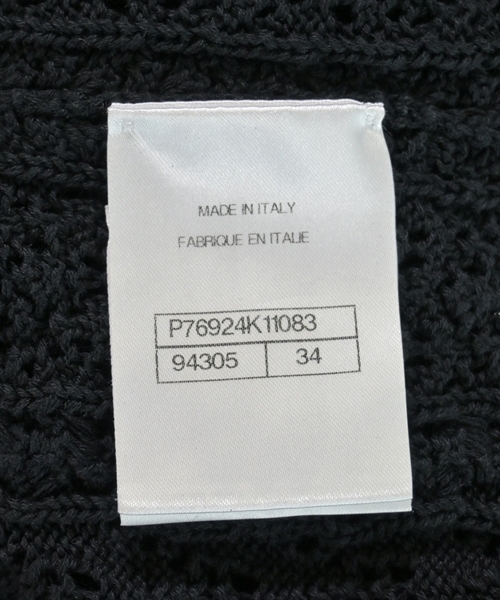 MADE IN ITALY
FABRIQUE EN ITALIE
P76924K11083
94305 34